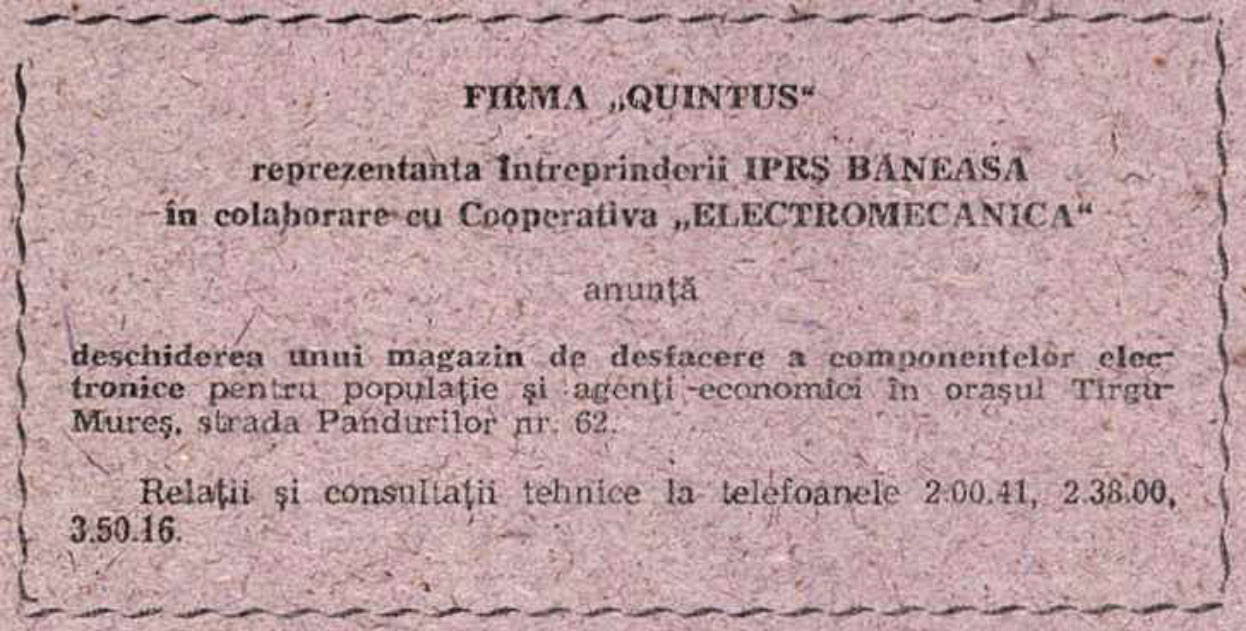 FIRMA „QUINTUS“
reprezentanta Întreprinderii IPRS BĂNEASA
în colaborare cu Cooperativa „ELECTROMECANICA“
anunţă
deschiderea unui magazin de desfacere a componentelor elec-
tronice pentru populaţie şi agenţi economici în oraşul Tîrgu-
Mureş, strada Pandurilor nr. 62.
Relaţii şi consultaţii tehnice la telefoanele 2.00.41, 2.38.00,
3.50.16.